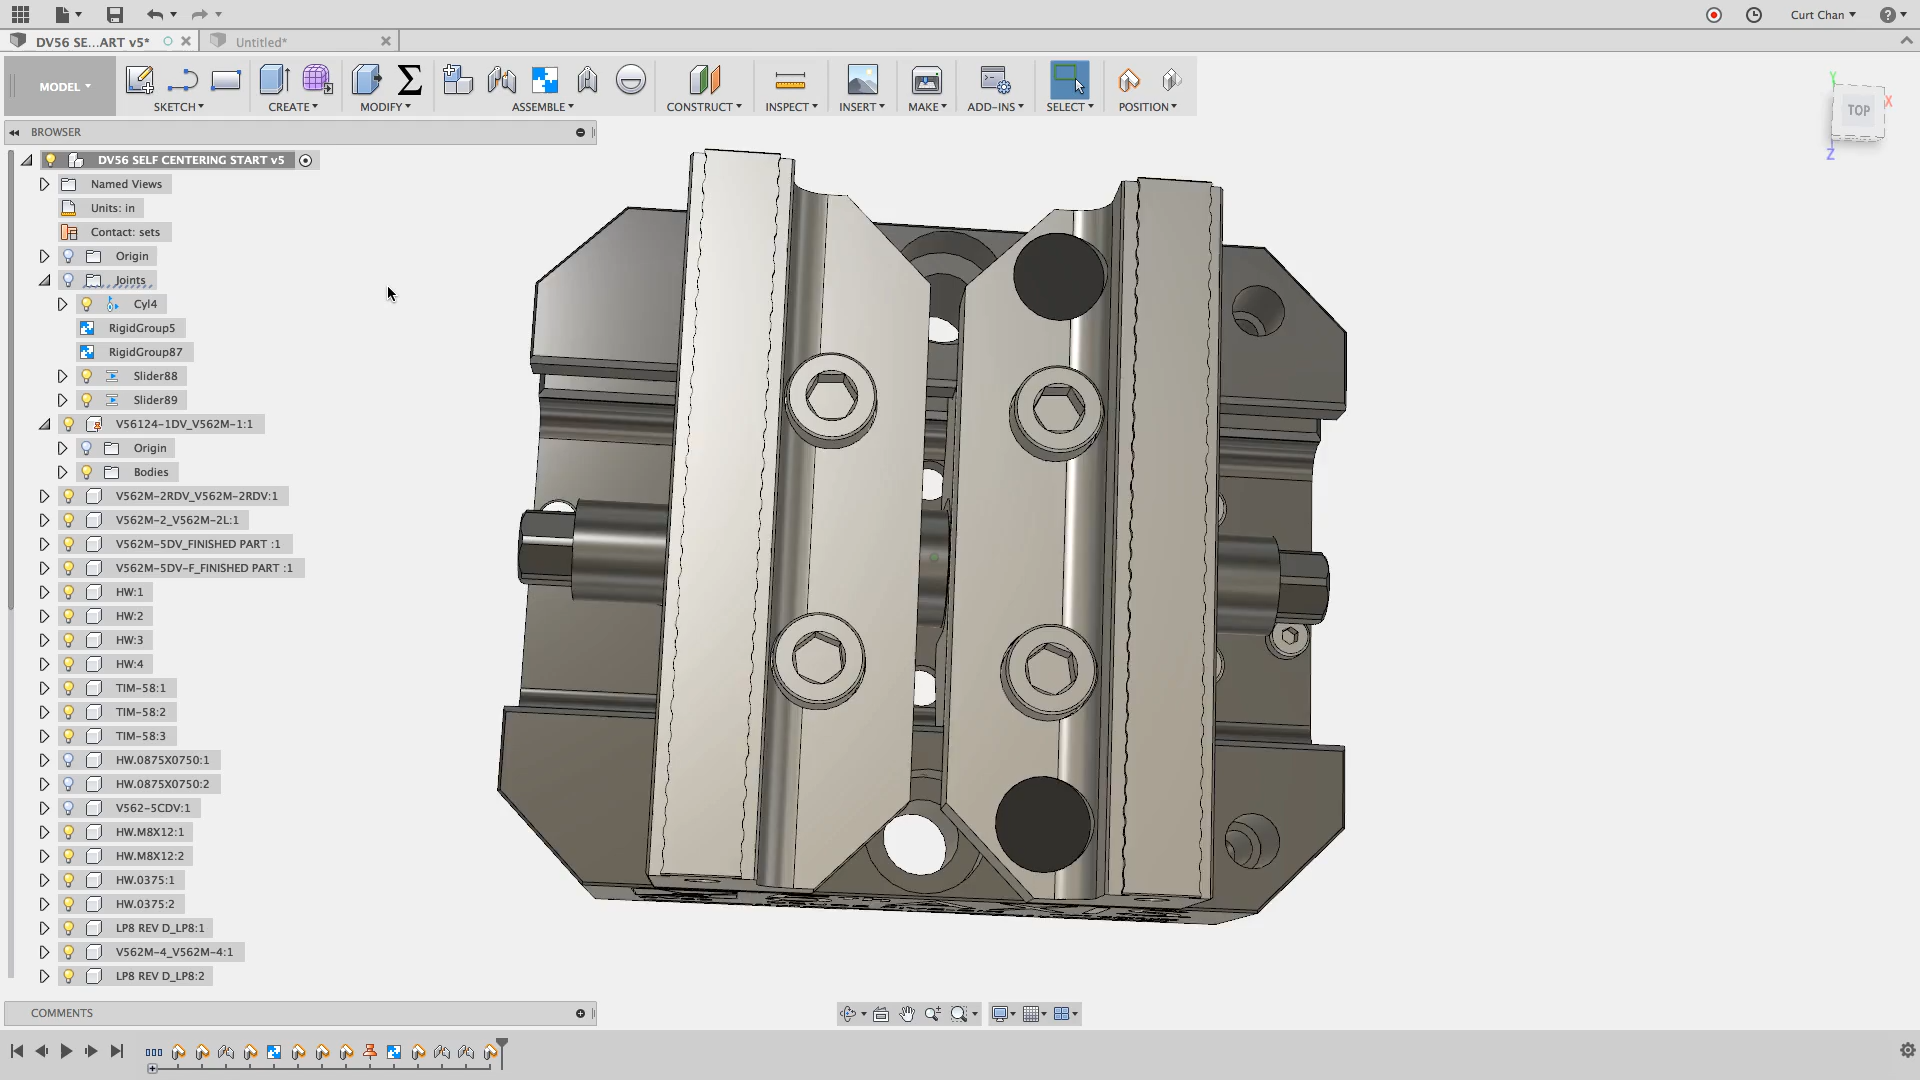 Curt Chan
DV56 SE...ART v5*
Untitled*
MODEL
SKETCH
CREATE
MODIFY
ASSEMBLE
CONSTRUCT
INSPECT
INSERT
MAKE
ADD-INS
SELECT
POSITION
Y
X
TOP
Z
BROWSER
DV56 SELF CENTERING START v5
Named Views
Units: in
Contact: sets
Origin
Joints
Cyl4
RigidGroup5
RigidGroup87
Slider88
Slider89
V56124-1DV_V562M-1:1
Origin
Bodies
V562M-2RDV_V562M-2RDV:1
V562M-2_V562M-2L:1
V562M-5DV_FINISHED PART :1
V562M-5DV-F_FINISHED PART :1
HW:1
HW:2
HW:3
HW:4
TIM-58:1
TIM-58:2
TIM-58:3
HW.0875X0750:1
HW.0875X0750:2
V562-5CDV:1
HW.M8X12:1
HW.M8X12:2
HW.0375:1
HW.0375:2
LP8 REV D_LP8:1
V562M-4_V562M-4:1
LP8 REV D_LP8:2
COMMENTS